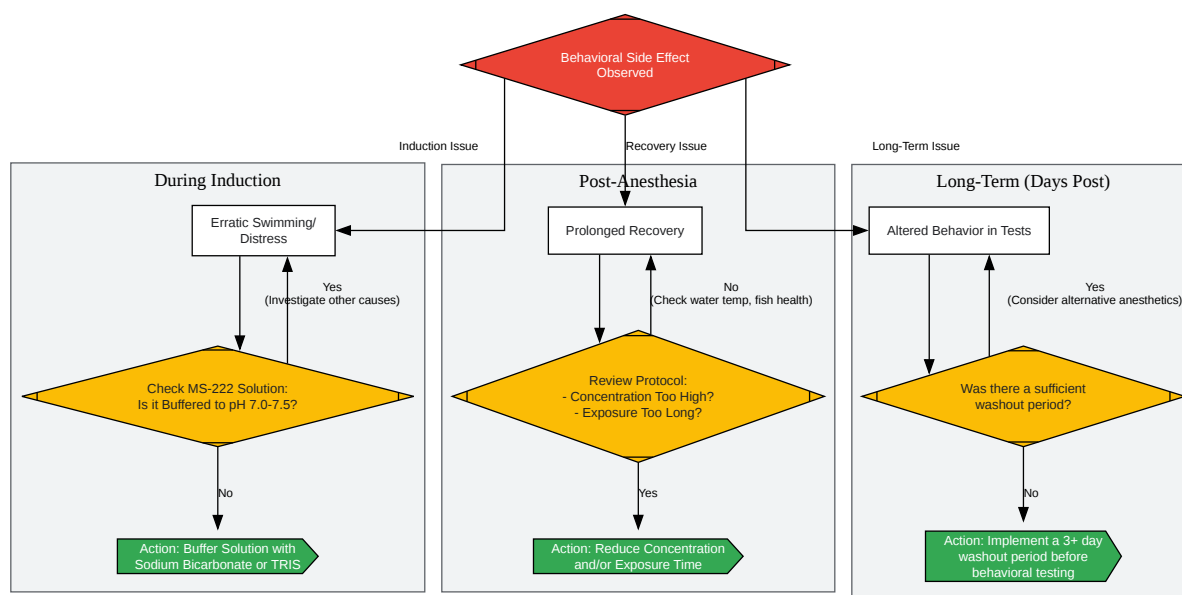 Behavioral Side Effect
Observed
Induction Issue
Recovery Issue
Long-Term Issue
During Induction
Erratic Swimming/
Distress
Yes
(Investigate other causes)
Check MS-222 Solution:
Is it Buffered to pH 7.0-7.5?
No
Action: Buffer Solution with
Sodium Bicarbonate or TRIS
Post-Anesthesia
Prolonged Recovery
No
(Check water temp, fish health)
Review Protocol:
- Concentration Too High?
- Exposure Too Long?
Yes
Action: Reduce Concentration
and/or Exposure Time
Long-Term (Days Post)
Altered Behavior in Tests
Yes
(Consider alternative anesthetics)
Was there a sufficient
washout period?
No
Action: Implement a 3+ day
washout period before
behavioral testing